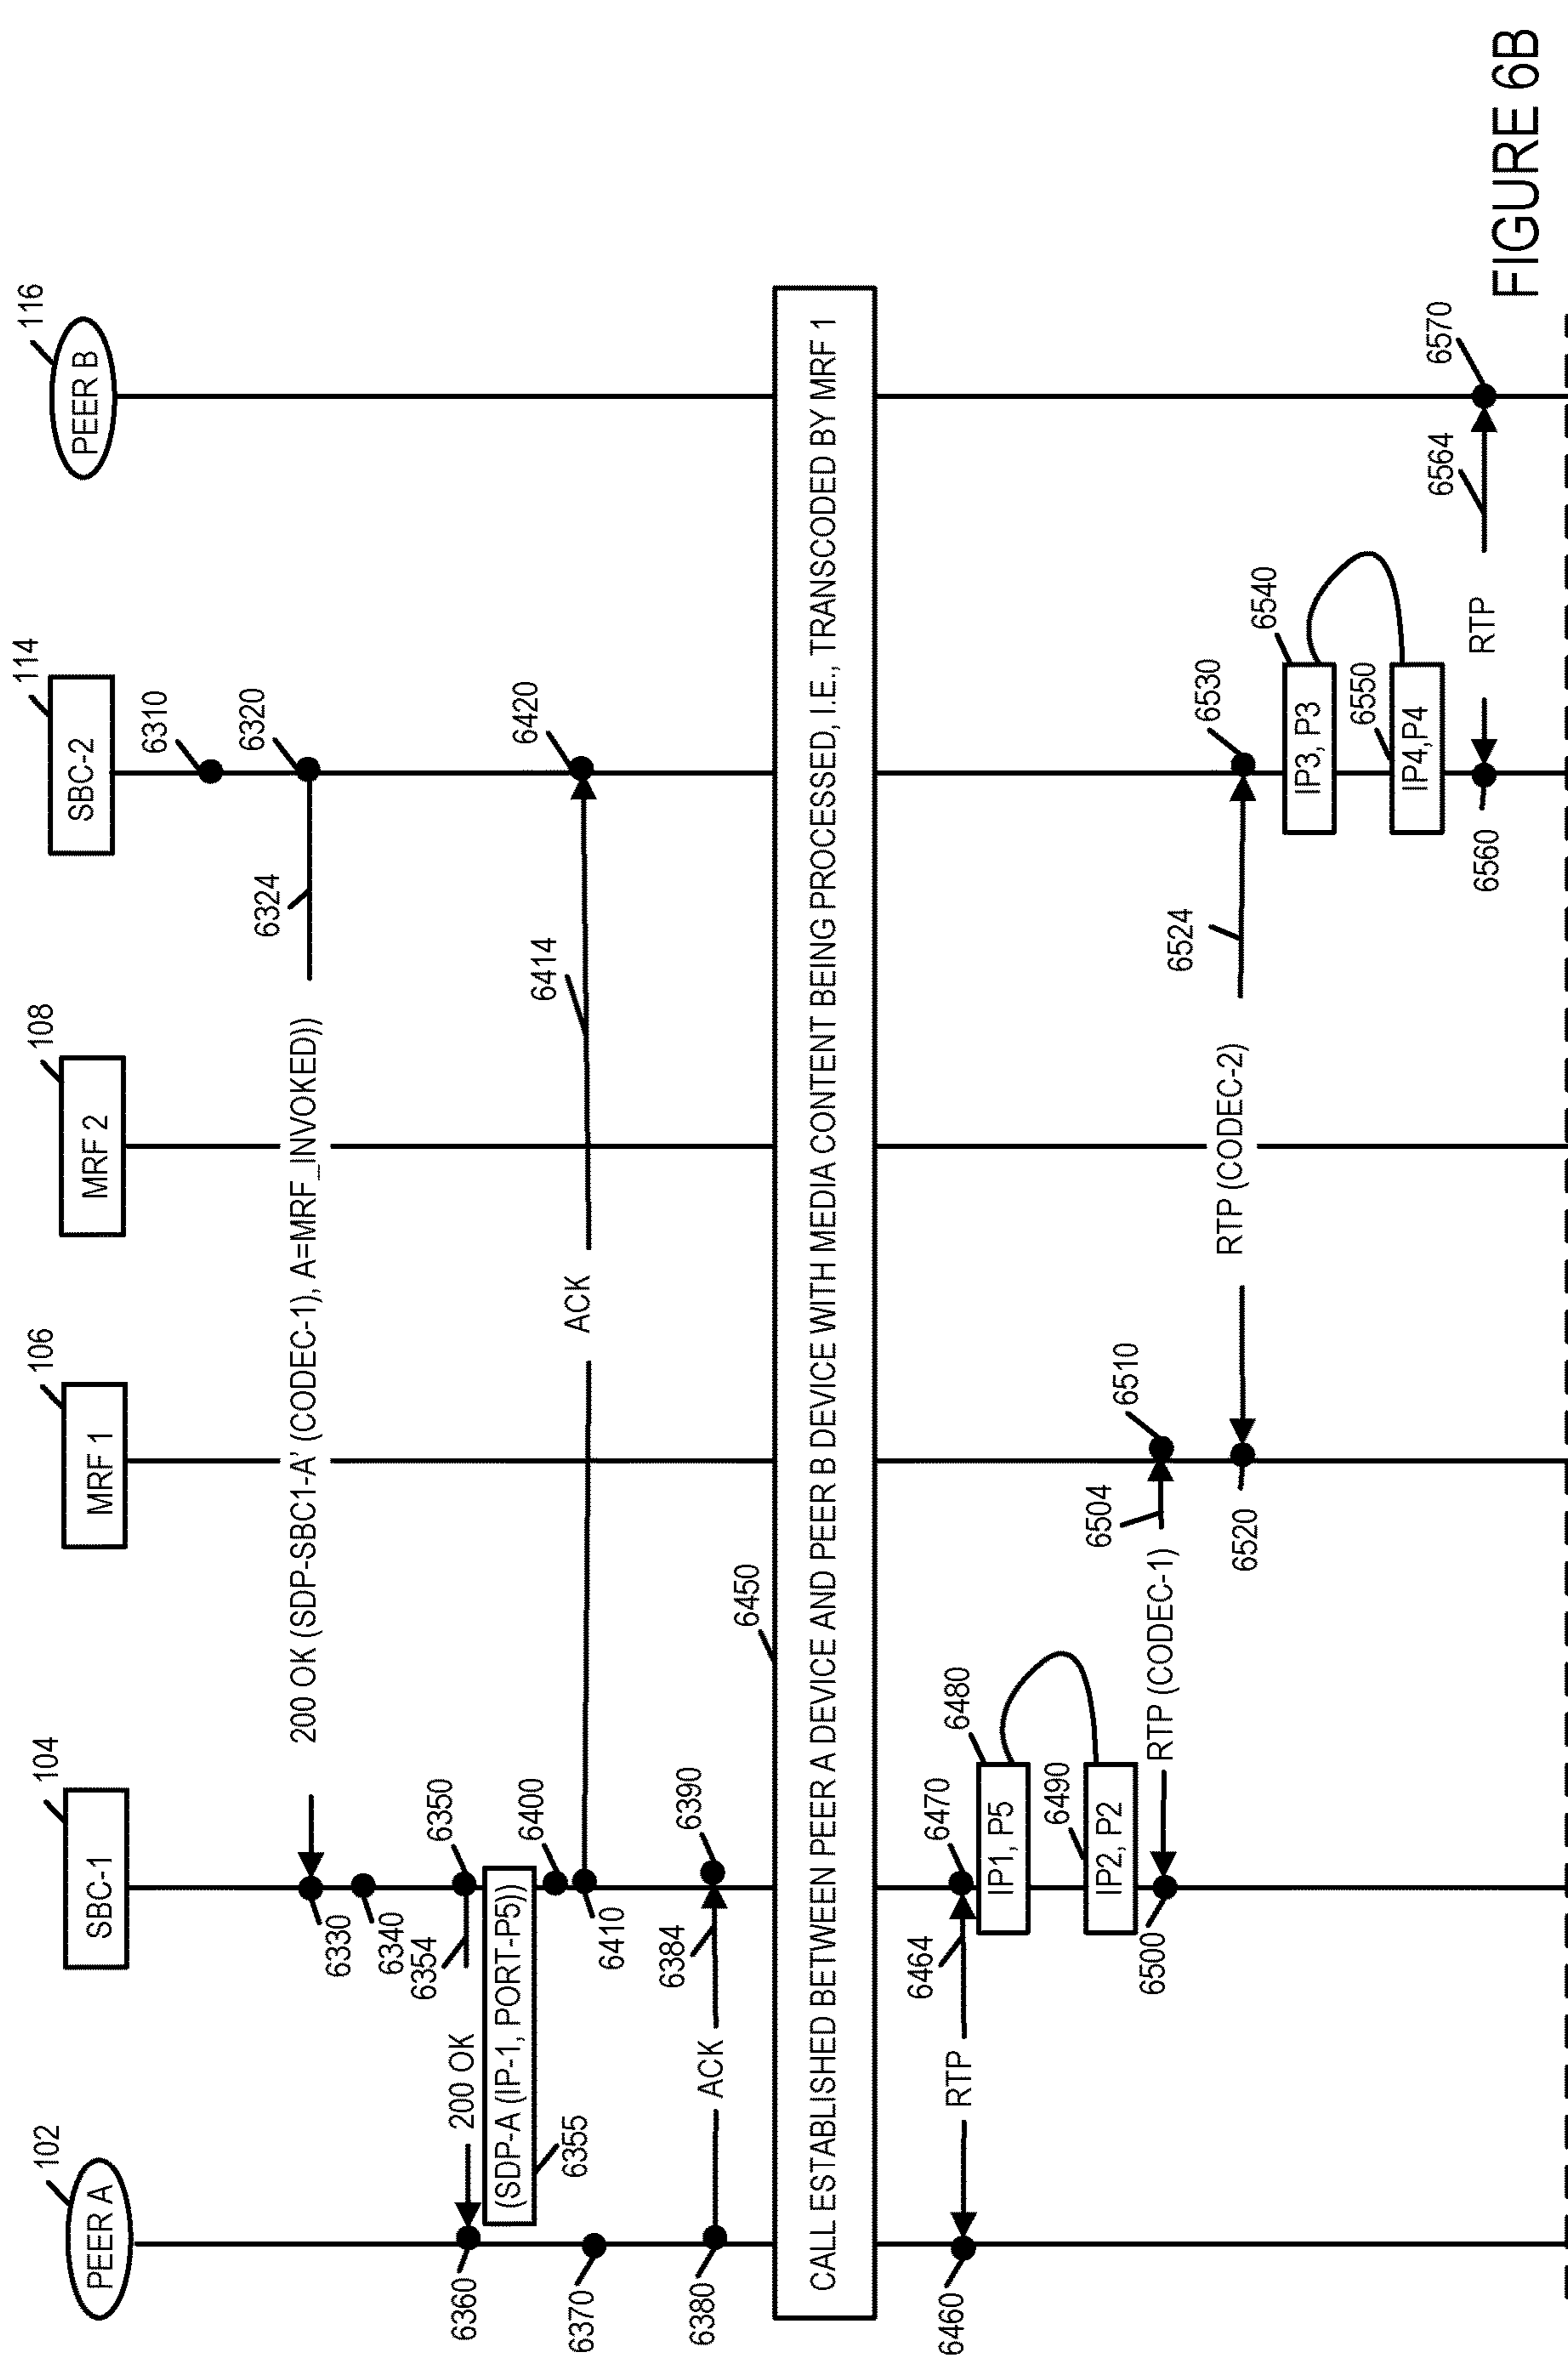 102
PEER A
104
SBC-1
106
MRF 1
108
MRF 2
114
SBC-2
116
PEER B
6310
6320
6324
200 OK (SDP-SBC1-A' (CODEC-1), A=MRF_INVOKED))
6330
6340
6350
6354
200 OK
6360
(SDP-A (IP-1, PORT-P5))
6355
6370
6400
6410
ACK
6414
6420
6380
ACK
6384
6390
6450
CALL ESTABLISHED BETWEEN PEER A DEVICE AND PEER B DEVICE WITH MEDIA CONTENT BEING PROCESSED, I.E., TRANSCODED BY MRF 1
6460
RTP
6464
6470
IP1, P5
6480
IP2, P2
6490
6500
RTP (CODEC-1)
6504
6510
6520
RTP (CODEC-2)
6524
6530
IP3, P3
6540
IP4,P4
6550
6560
RTP
6564
6570
FIGURE 6B